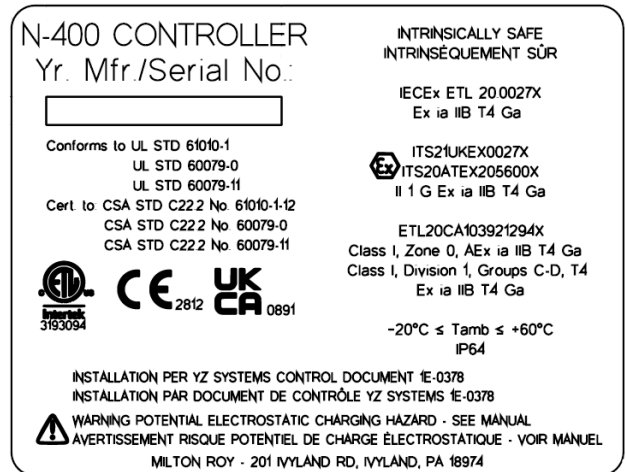 N-400 CONTROLLER
Yr. Mfr./Serial No.:
Conforms to UL STD 61010-1
UL STD 60079-0
UL STD 60079-11
Cert. to: CSA STD C22.2 No. 61010-1-12
CSA STD C22.2 No. 60079-0
CSA STD C22.2 No. 60079-11
ETL
C US
Intertek
3193094
CE 2812
UK
CA 0891
INTRINSICALLY SAFE
INTRINSÉQUEMENT SÛR
IECEx ETL 20.0027X
Ex ia IIB T4 Ga
Ex
ITS21UKEX0027X
ITS20ATEX205600X
II 1 G Ex ia IIB T4 Ga
ETL20CA103921294X
Class I, Zone 0, AEx ia IIB T4 Ga
Class I, Division 1, Groups C-D, T4
Ex ia IIB T4 Ga
-20°C ≤ Tamb ≤ +60°C
IP64
INSTALLATION PER YZ SYSTEMS CONTROL DOCUMENT 1E-0378
INSTALLATION PAR DOCUMENT DE CONTRÔLE YZ SYSTEMS 1E-0378
WARNING POTENTIAL ELECTROSTATIC CHARGING HAZARD - SEE MANUAL
AVERTISSEMENT RISQUE POTENTIEL DE CHARGE ÉLECTROSTATIQUE - VOIR MANUEL
MILTON ROY - 201 IVYLAND RD, IVYLAND, PA 18974